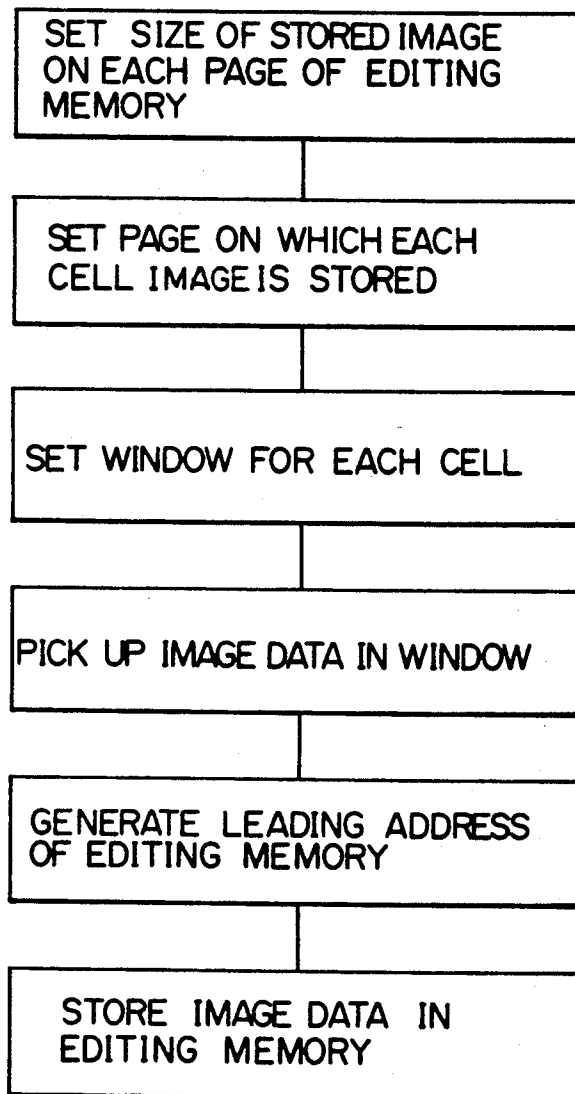 SET SIZE OF STORED IMAGE
ON EACH PAGE OF EDITING
MEMORY
SET PAGE ON WHICH EACH
CELL IMAGE IS STORED
SET WINDOW FOR EACH CELL
PICK UP IMAGE DATA IN WINDOW
GENERATE LEADING ADDRESS
OF EDITING MEMORY
STORE IMAGE DATA IN
EDITING MEMORY